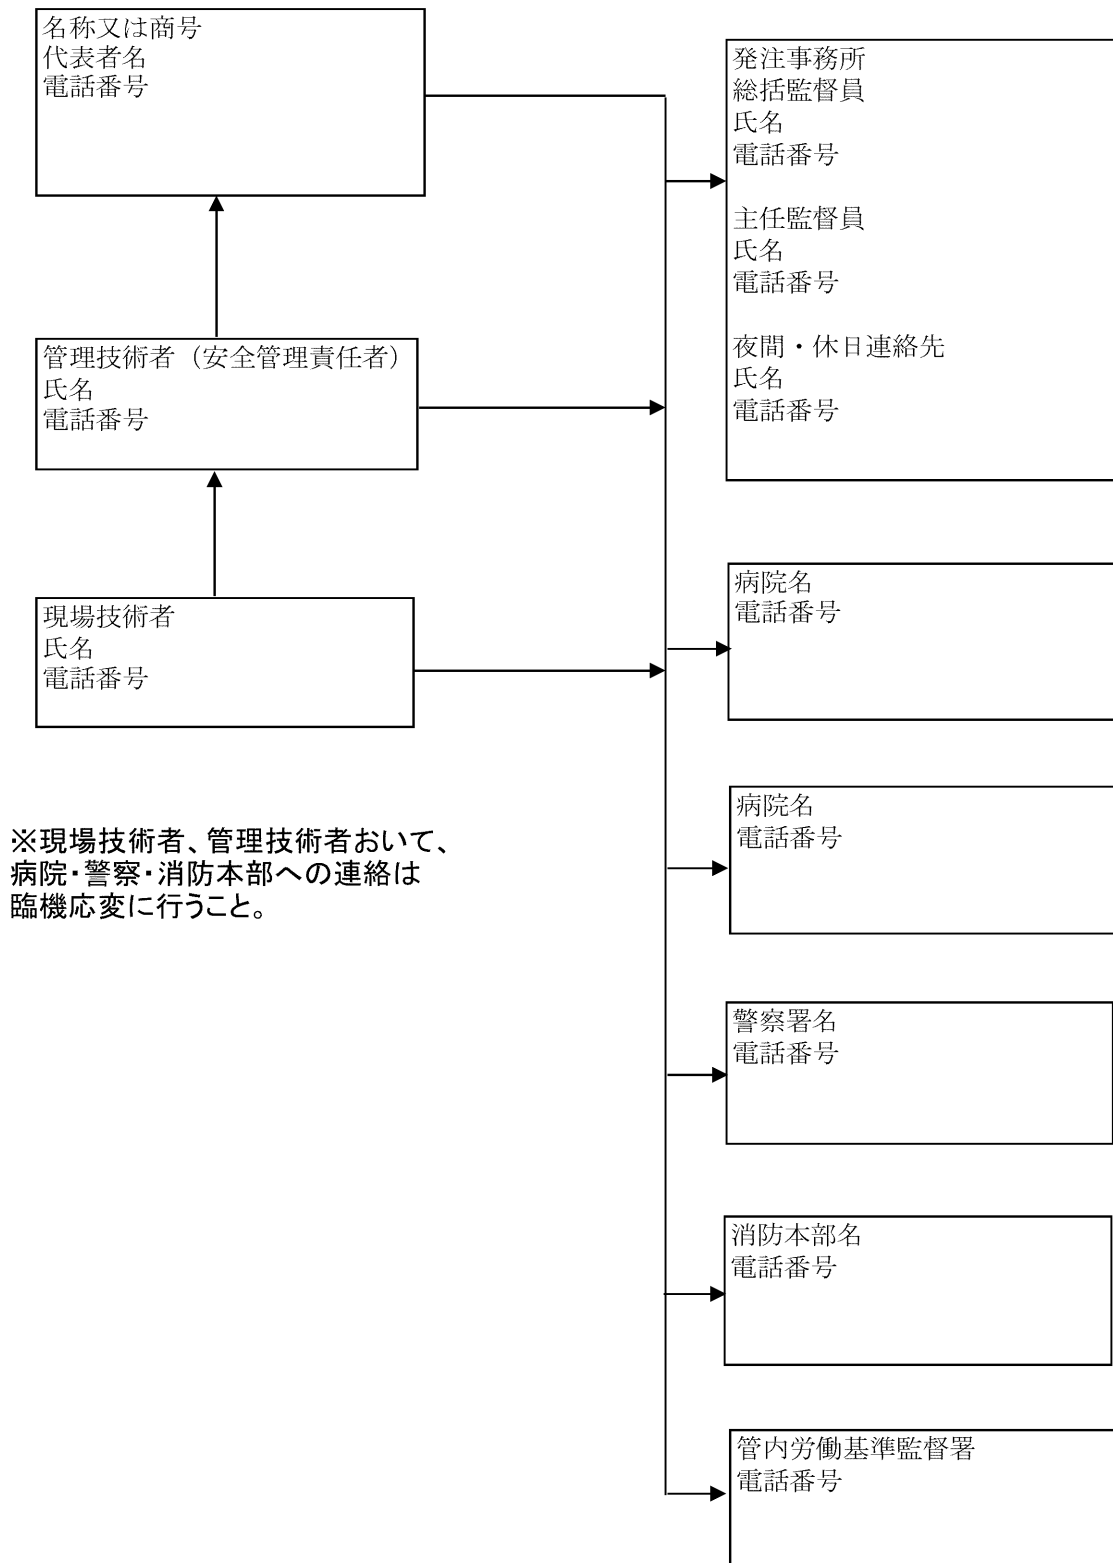 名称又は商号
代表者名
電話番号
管理技術者（安全管理責任者）
氏名
電話番号
現場技術者
氏名
電話番号
※現場技術者、管理技術者おいて、
病院・警察・消防本部への連絡は
臨機応変に行うこと。
発注事務所
総括監督員
氏名
電話番号
主任監督員
氏名
電話番号
夜間・休日連絡先
氏名
電話番号
病院名
電話番号
病院名
電話番号
警察署名
電話番号
消防本部名
電話番号
管内労働基準監督署
電話番号